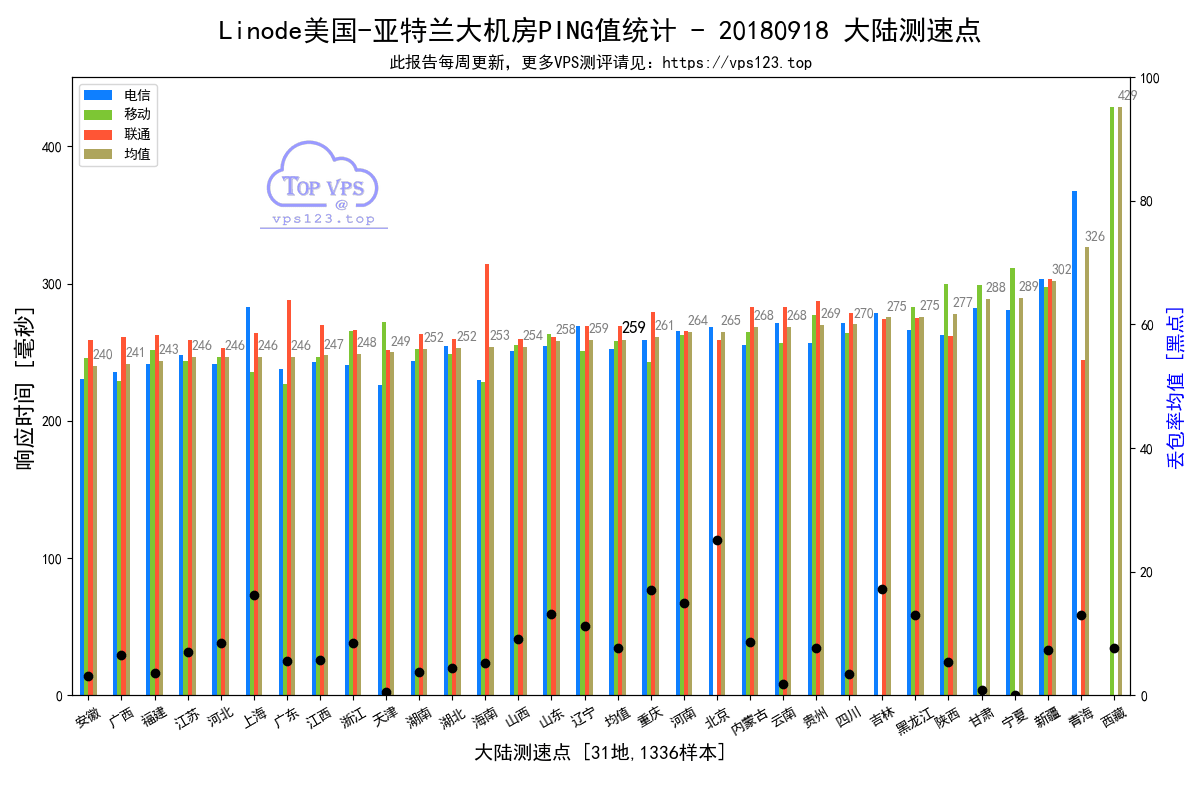 Linode美国-亚特兰大机房PING值统计 - 20180918 大陆测速点
此报告每周更新，更多VPS测评请见：https://vps123.top
电信
移动
联通
均值
TOP VPS
@
vps123.top
响应时间 [毫秒]
400
300
200
100
0
100
80
60
40
20
0
丢包率均值 [黑点]
240
241
243
246
246
246
246
247
248
249
252
252
253
254
258
259
259
261
264
265
268
268
269
270
275
275
277
288
289
302
326
429
安徽
广西
福建
江苏
河北
上海
广东
江西
浙江
天津
湖南
湖北
海南
山西
山东
辽宁
均值
重庆
河南
北京
内蒙古
云南
贵州
四川
吉林
黑龙江
陕西
甘肃
宁夏
新疆
青海
西藏
大陆测速点 [31地,1336样本]